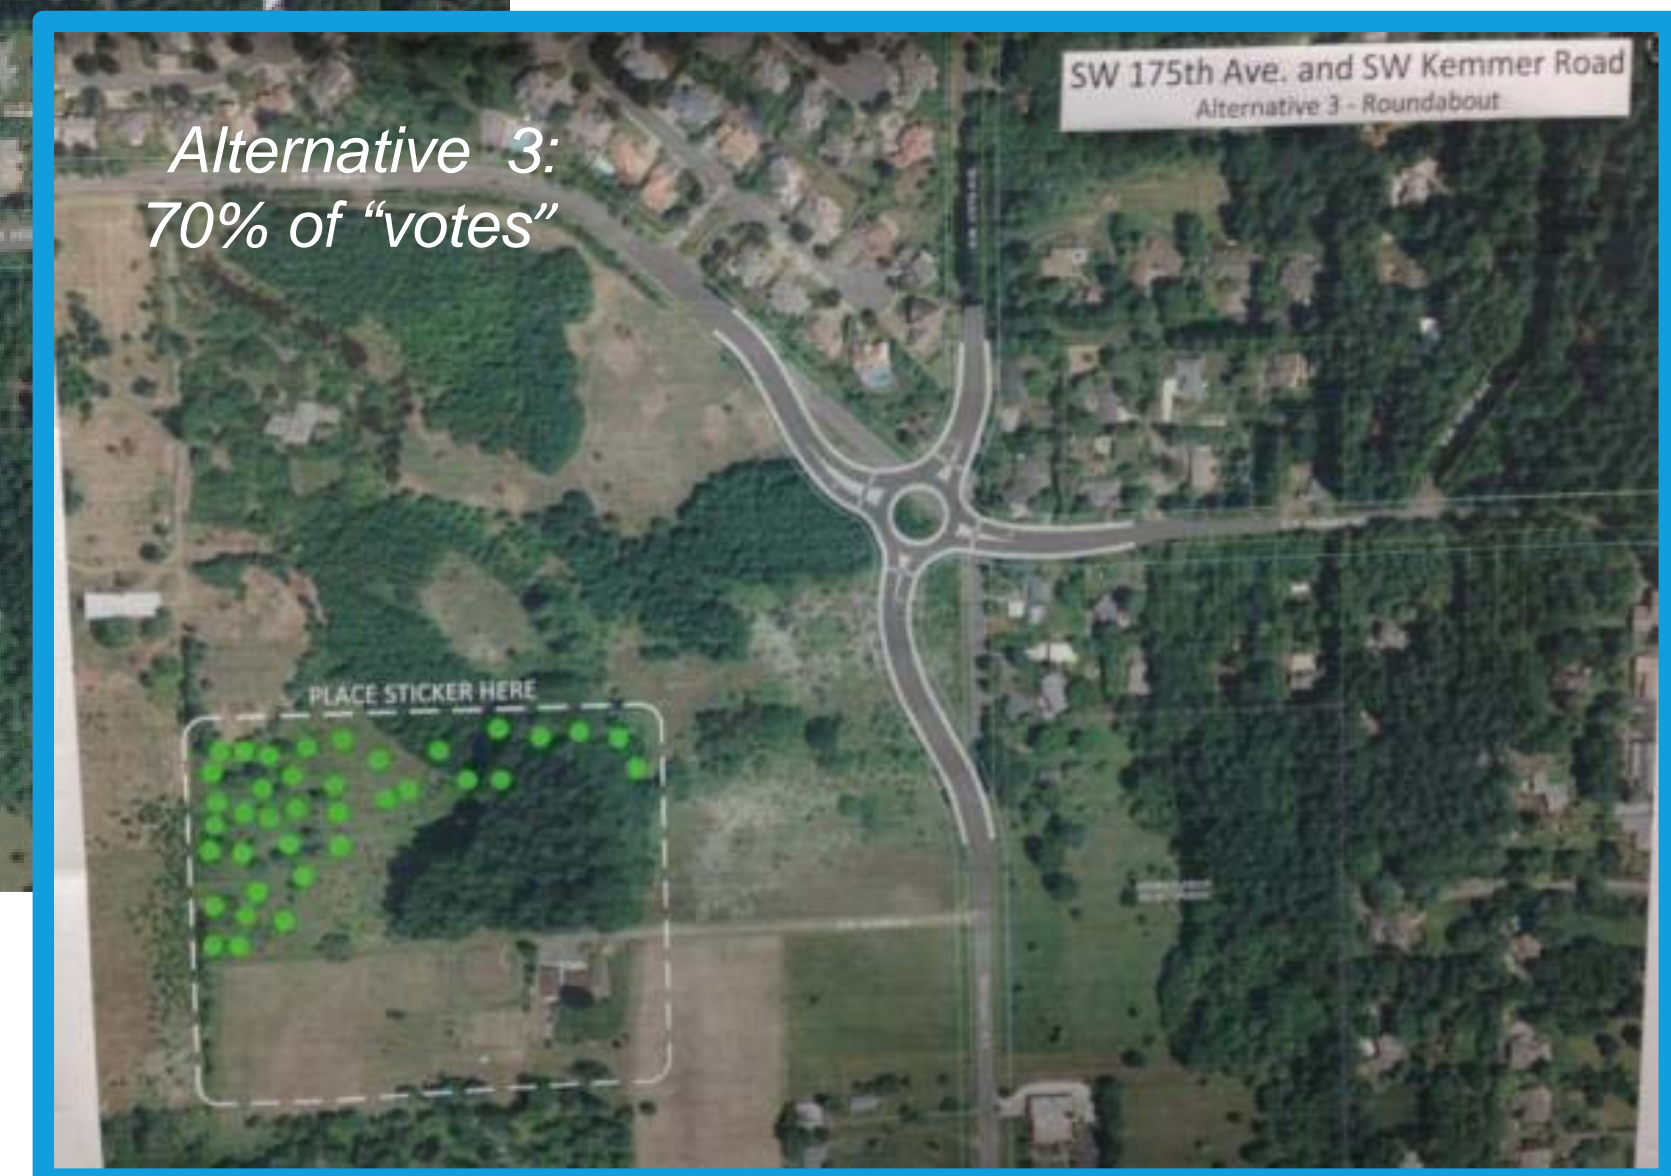 SW 175th Ave. and SW Kemmer Road
Alternative 3 - Roundabout
Alternative 3:
70% of “votes”
PLACE STICKER HERE